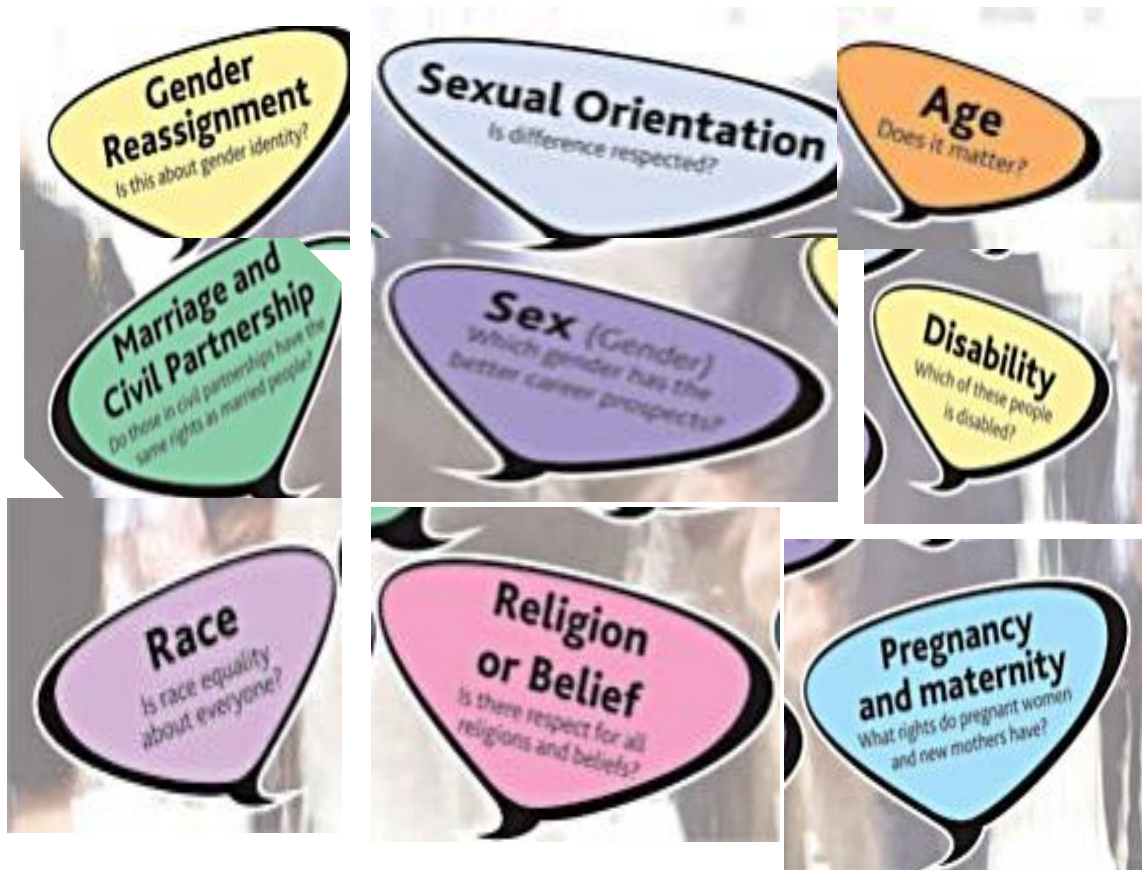 Gender
Reassignment
Is this about gender identity?
Sexual Orientation
Is difference respected?
Age
Does it matter?
Marriage and
Civil Partnership
Do those in civil partnerships have the
same rights as married people?
Sex (Gender)
Which gender has the
better career prospects?
Disability
Which of these people
is disabled?
Race
Is race equality
about everyone?
Religion
or Belief
Is there respect for all
religions and beliefs?
Pregnancy
and maternity
What rights do pregnant women
and new mothers have?